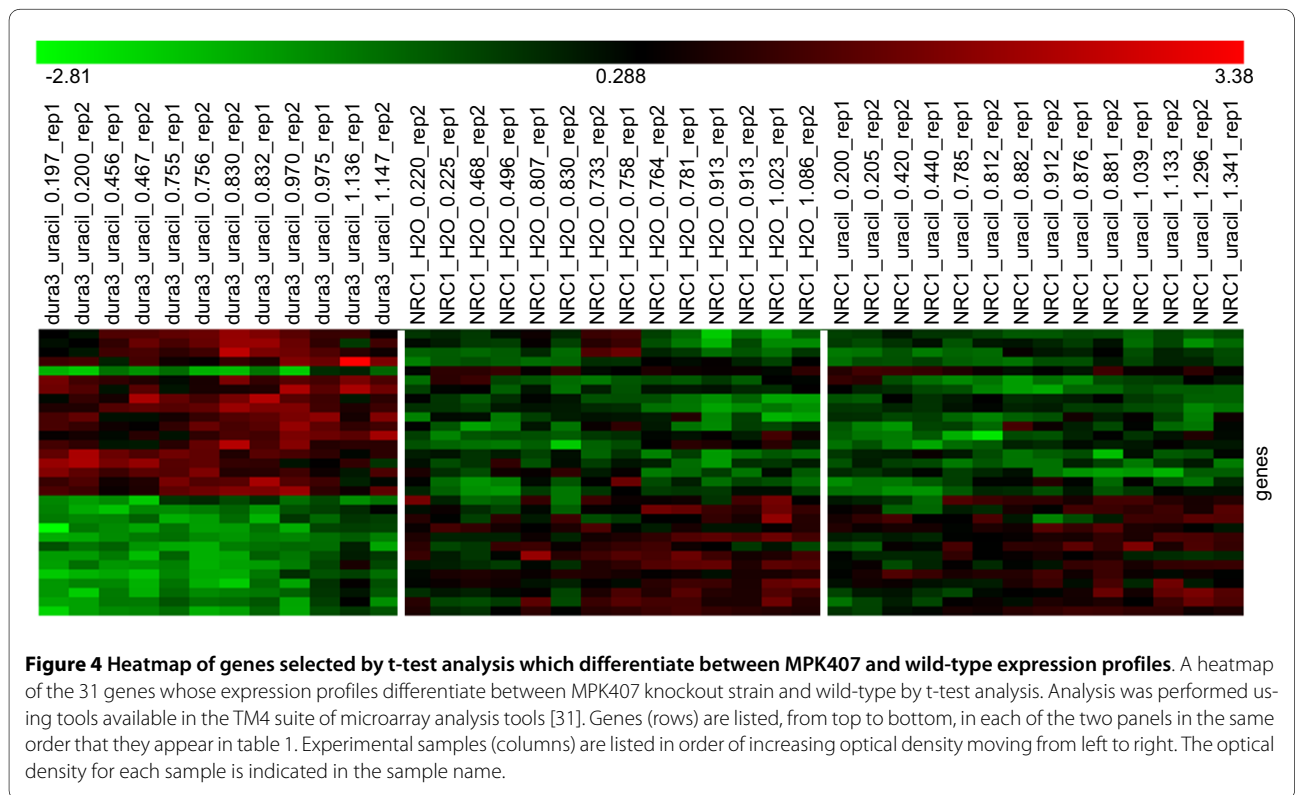 -2.81 0.288 3.38
dura3_uracil_0.197_rep1
dura3_uracil_0.200_rep2
dura3_uracil_0.456_rep1
dura3_uracil_0.467_rep2
dura3_uracil_0.755_rep1
dura3_uracil_0.756_rep2
dura3_uracil_0.830_rep2
dura3_uracil_0.832_rep1
dura3_uracil_0.970_rep2
dura3_uracil_0.975_rep1
dura3_uracil_1.136_rep1
dura3_uracil_1.147_rep2
NRC1_H2O_0.220_rep2
NRC1_H2O_0.225_rep1
NRC1_H2O_0.468_rep2
NRC1_H2O_0.496_rep1
NRC1_H2O_0.807_rep1
NRC1_H2O_0.830_rep2
NRC1_H2O_0.733_rep2
NRC1_H2O_0.758_rep1
NRC1_H2O_0.764_rep2
NRC1_H2O_0.781_rep1
NRC1_H2O_0.913_rep1
NRC1_H2O_0.913_rep2
NRC1_H2O_1.023_rep1
NRC1_H2O_1.086_rep2
NRC1_uracil_0.200_rep1
NRC1_uracil_0.205_rep2
NRC1_uracil_0.420_rep2
NRC1_uracil_0.440_rep1
NRC1_uracil_0.785_rep1
NRC1_uracil_0.812_rep2
NRC1_uracil_0.882_rep1
NRC1_uracil_0.912_rep2
NRC1_uracil_0.876_rep1
NRC1_uracil_0.881_rep2
NRC1_uracil_1.039_rep1
NRC1_uracil_1.133_rep2
NRC1_uracil_1.296_rep2
NRC1_uracil_1.341_rep1
genes
Figure 4 Heatmap of genes selected by t-test analysis which differentiate between MPK407 and wild-type expression profiles. A heatmap
of the 31 genes whose expression profiles differentiate between MPK407 knockout strain and wild-type by t-test analysis. Analysis was performed us-
ing tools available in the TM4 suite of microarray analysis tools [31]. Genes (rows) are listed, from top to bottom, in each of the two panels in the same
order that they appear in table 1. Experimental samples (columns) are listed in order of increasing optical density moving from left to right. The optical
density for each sample is indicated in the sample name.